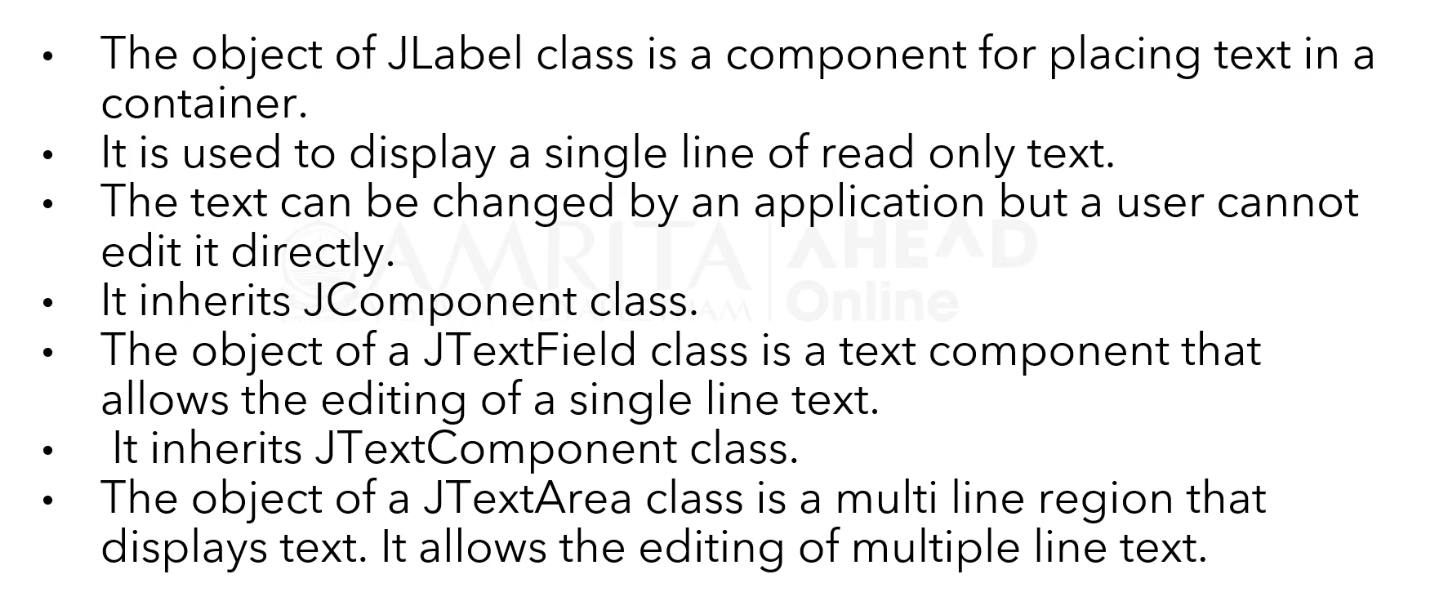 • The object of JLabel class is a component for placing text in a
container.
• It is used to display a single line of read only text.
• The text can be changed by an application but a user cannot
edit it directly.
• It inherits JComponent class.
• The object of a JTextField class is a text component that
allows the editing of a single line text.
• It inherits JTextComponent class.
• The object of a JTextArea class is a multi line region that
displays text. It allows the editing of multiple line text.
AMRITA
AHEAD
Online